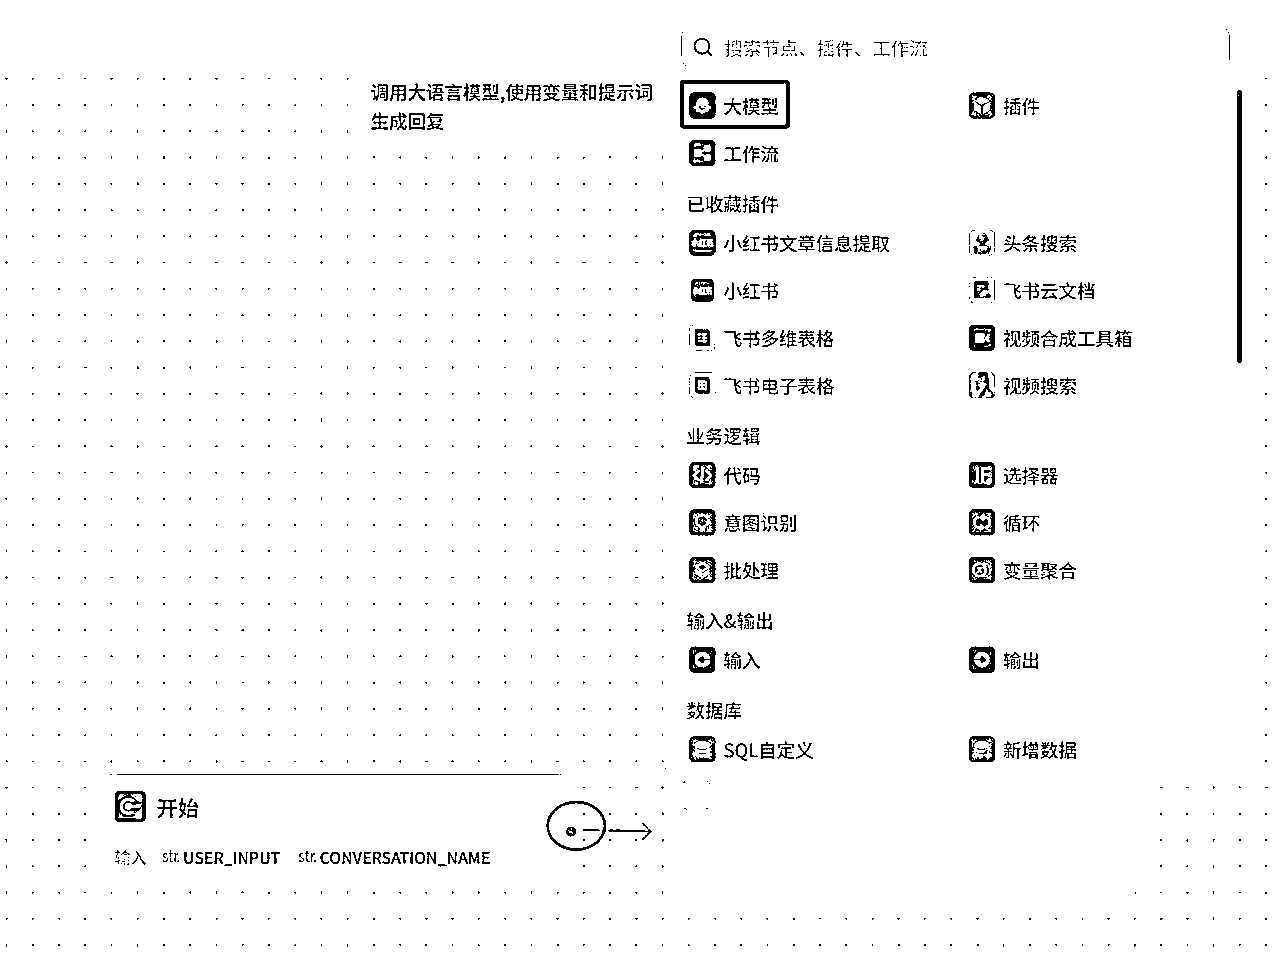 搜索节点、插件、工作流
调用大语言模型,使用变量和提示词
生成回复
大模型
插件
工作流
已收藏插件
小红书文章信息提取
头条搜索
小红书
飞书云文档
飞书多维表格
视频合成工具箱
飞书电子表格
视频搜索
业务逻辑
代码
选择器
意图识别
循环
批处理
变量聚合
输入&输出
输入
输出
数据库
SQL自定义
新增数据
开始
输入 str. USER_INPUT str. CONVERSATION_NAME